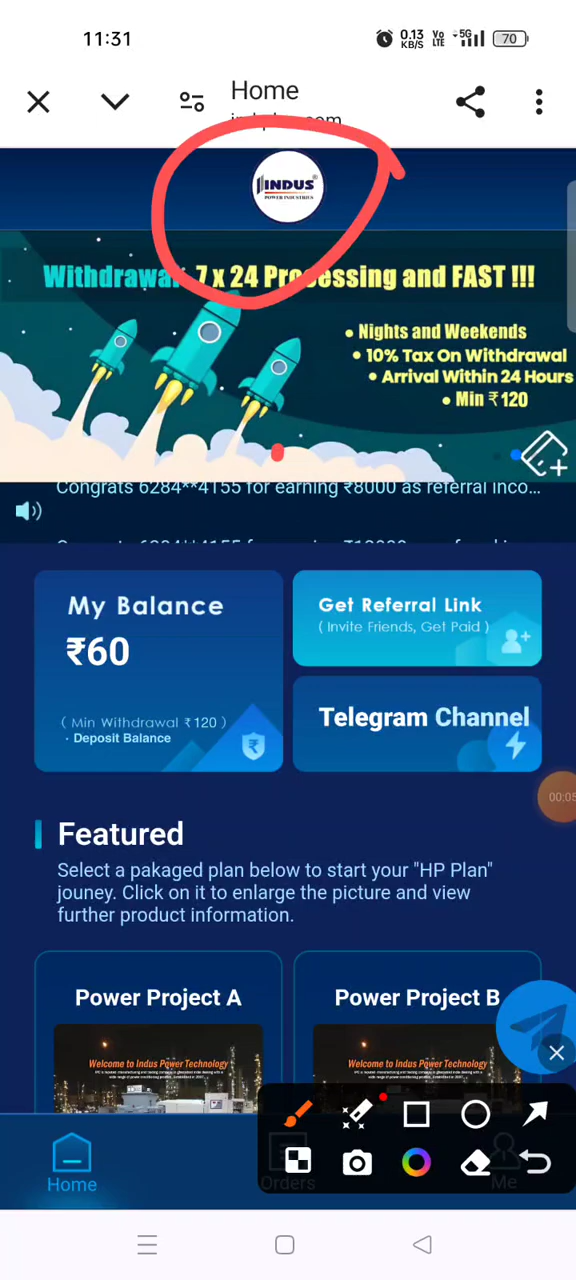 11:31
0.13 KB/S
Vo LTE
5G
70
Home
INDUS®
POWER INDUSTRIES
Withdrawal 7 x 24 Processing and FAST !!!
• Nights and Weekends
• 10% Tax On Withdrawal
• Arrival Within 24 Hours
• Min ₹120
Congrats 6284**4155 for earning ₹8000 as referral inco...
My Balance
₹60
( Min Withdrawal ₹120 )
· Deposit Balance
Get Referral Link
( Invite Friends, Get Paid )
Telegram Channel
00:05
Featured
Select a pakaged plan below to start your "HP Plan"
jouney. Click on it to enlarge the picture and view
further product information.
Power Project A
Power Project B
Welcome to Indus Power Technology
Welcome to Indus Power Technology
Home
Orders
Me